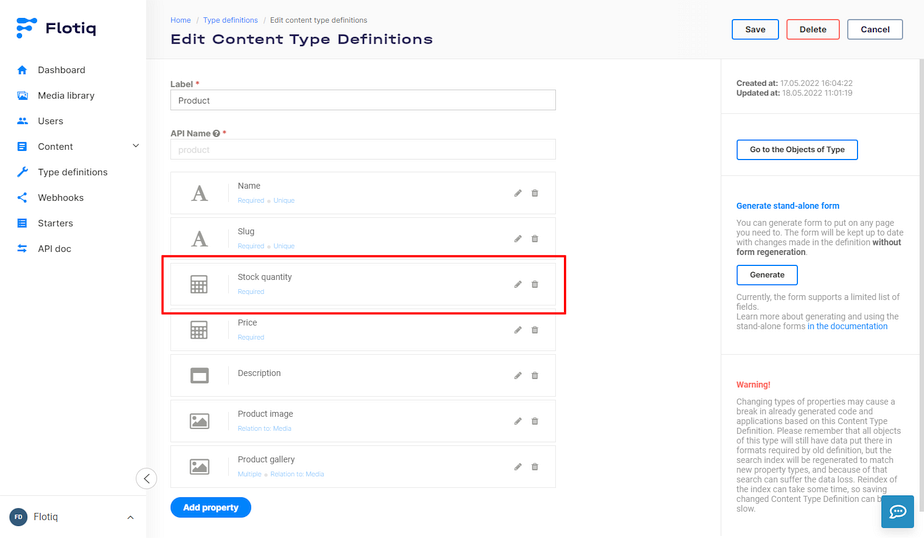 Flotiq
Dashboard
Media library
Users
Content
Type definitions
Webhooks
Starters
API doc
FD Flotiq
Home / Type definitions / Edit content type definitions
Edit Content Type Definitions
Save Delete Cancel
Label *
Product
API Name ? *
product
Name
Required Unique
Slug
Required Unique
Stock quantity
Required
Price
Required
Description
Product image
Relation to: Media
Product gallery
Multiple Relation to: Media
Add property
Created at: 17.05.2022 16:04:22
Updated at: 18.05.2022 11:01:19
Go to the Objects of Type
Generate stand-alone form
You can generate form to put on any page
you need to. The form will be kept up to date
with changes made in the definition without
form regeneration.
Generate
Currently, the form supports a limited list of
fields.
Learn more about generating and using the
stand-alone forms in the documentation
Warning!
Changing types of properties may cause a
break in already generated code and
applications based on this Content Type
Definition. Please remember that all objects
of this type will still have data put there in
formats required by old definition, but the
search index will be regenerated to match
new property types, and because of that
search can suffer the data loss. Reindex of
the index can take some time, so saving
changed Content Type Definition can
slow.